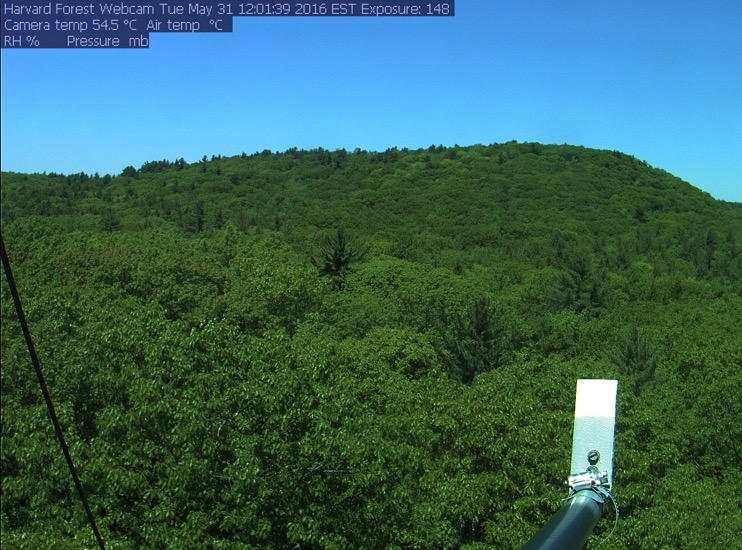 Harvard Forest Webcam Tue May 31 12:01:39 2016 EST Exposure: 148
Camera temp 54.5 °C  Air temp  °C
RH %      Pressure  mb